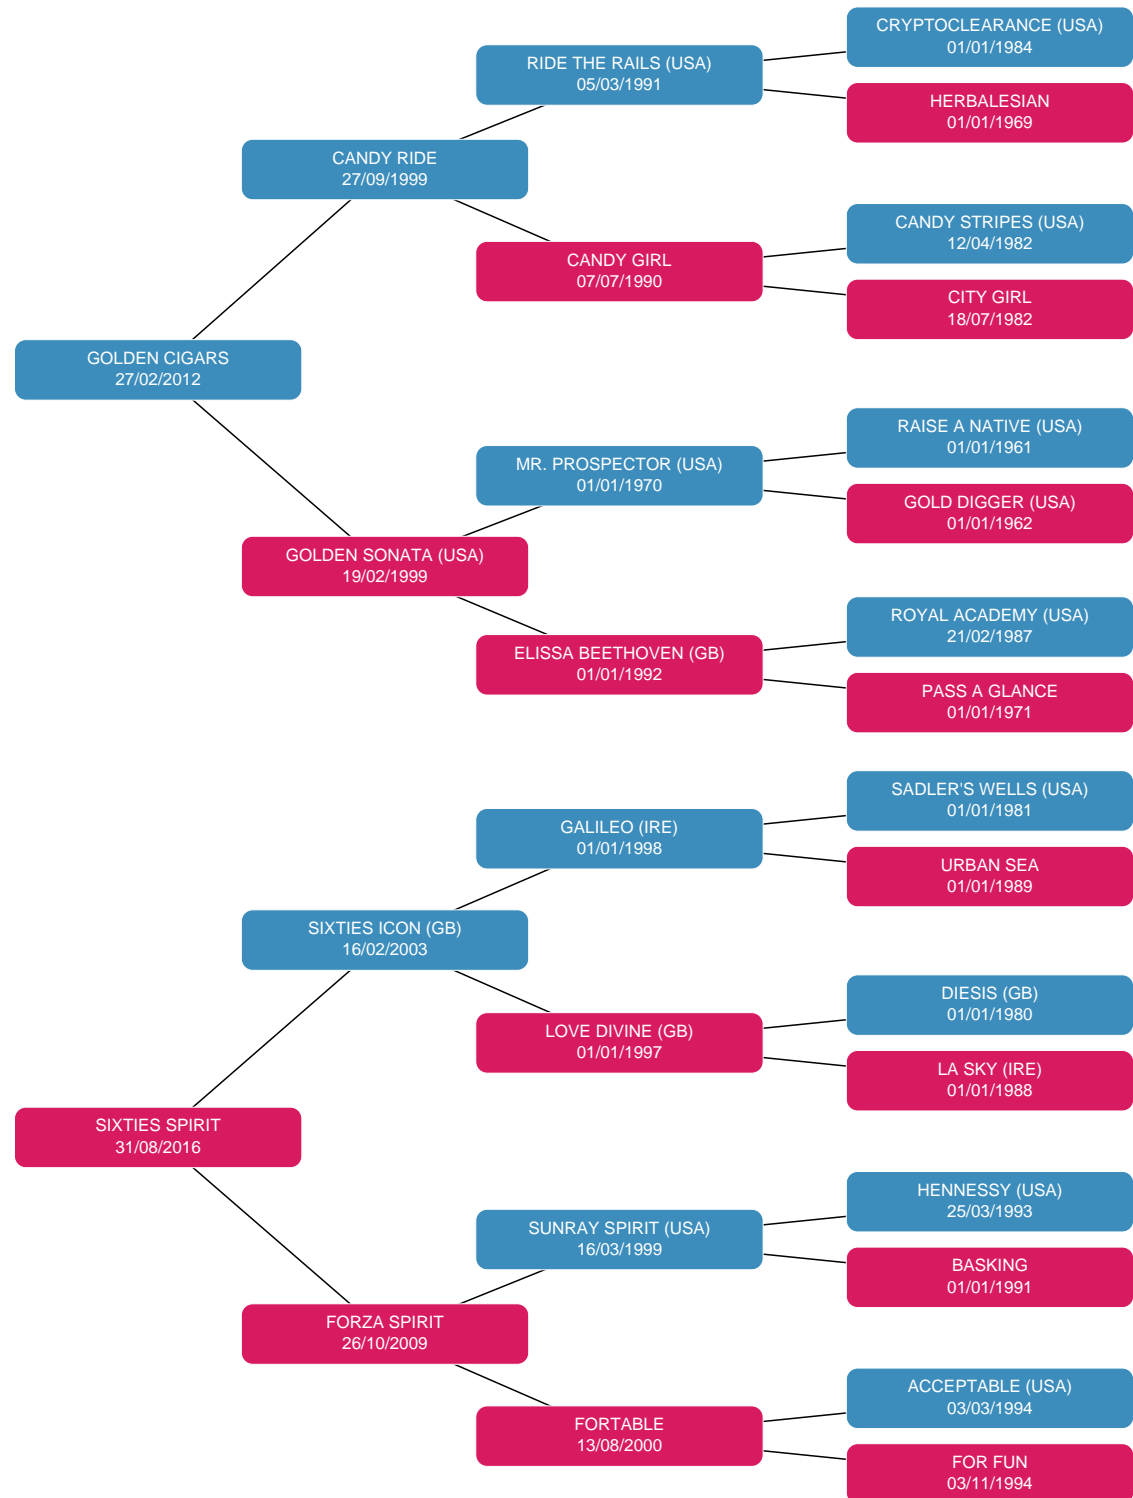 CRYPTOCLEARANCE (USA)
01/01/1984
RIDE THE RAILS (USA)
05/03/1991
HERBALESIAN
01/01/1969
CANDY RIDE
27/09/1999
CANDY STRIPES (USA)
12/04/1982
CANDY GIRL
07/07/1990
CITY GIRL
18/07/1982
GOLDEN CIGARS
27/02/2012
RAISE A NATIVE (USA)
01/01/1961
MR. PROSPECTOR (USA)
01/01/1970
GOLD DIGGER (USA)
01/01/1962
GOLDEN SONATA (USA)
19/02/1999
ROYAL ACADEMY (USA)
21/02/1987
ELISSA BEETHOVEN (GB)
01/01/1992
PASS A GLANCE
01/01/1971
SADLER'S WELLS (USA)
01/01/1981
GALILEO (IRE)
01/01/1998
URBAN SEA
01/01/1989
SIXTIES ICON (GB)
16/02/2003
DIESIS (GB)
01/01/1980
LOVE DIVINE (GB)
01/01/1997
LA SKY (IRE)
01/01/1988
SIXTIES SPIRIT
31/08/2016
HENNESSY (USA)
25/03/1993
SUNRAY SPIRIT (USA)
16/03/1999
BASKING
01/01/1991
FORZA SPIRIT
26/10/2009
ACCEPTABLE (USA)
03/03/1994
FORTABLE
13/08/2000
FOR FUN
03/11/1994